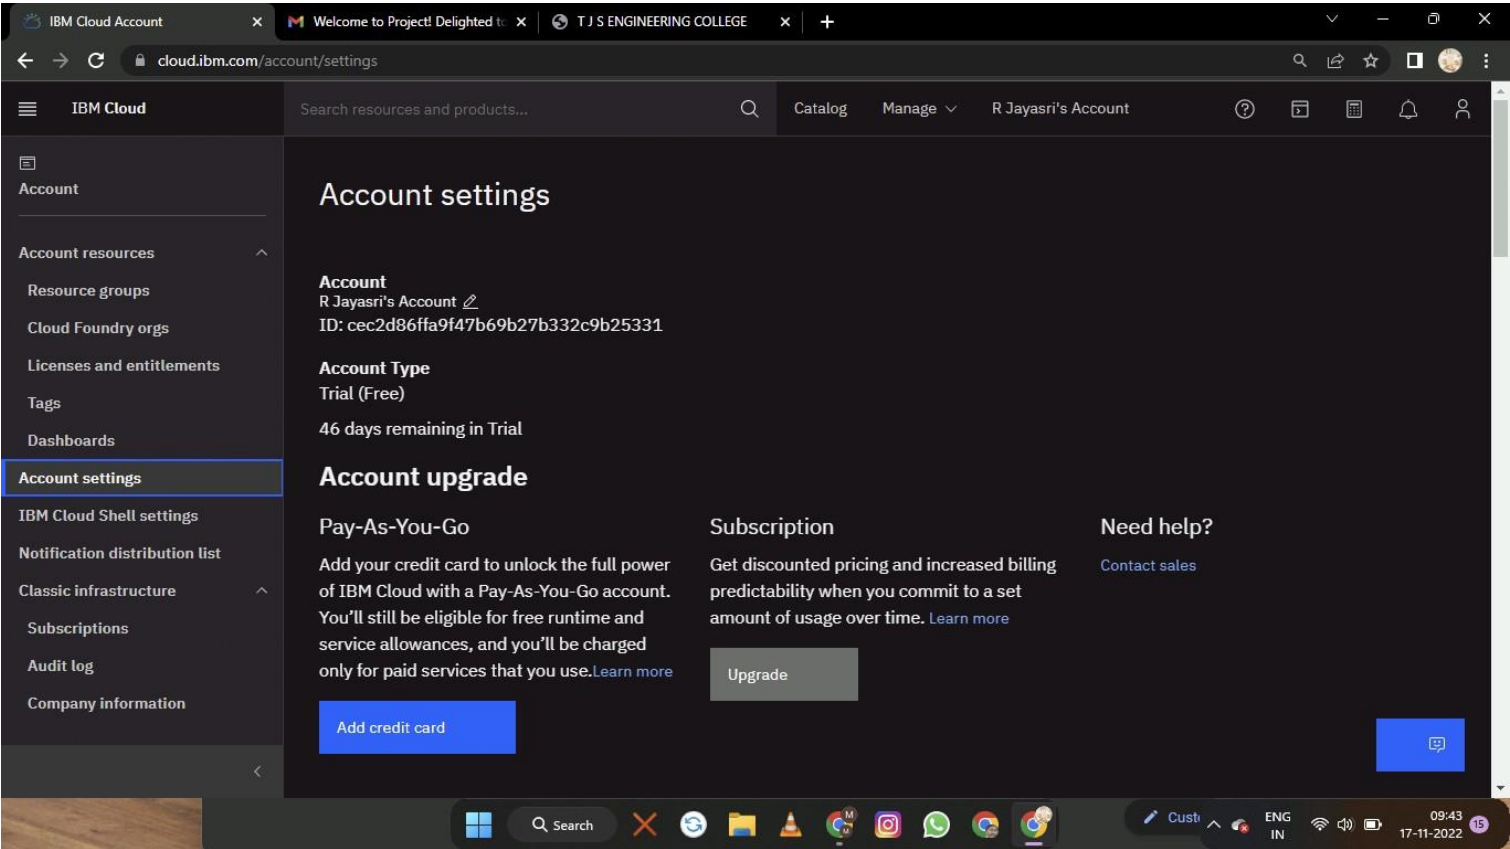 IBM Cloud Account
Welcome to Project! Delighted to
T J S ENGINEERING COLLEGE
cloud.ibm.com/account/settings
IBM Cloud
Search resources and products...
Catalog
Manage
R Jayasri's Account
Account
Account resources
Resource groups
Cloud Foundry orgs
Licenses and entitlements
Tags
Dashboards
Account settings
IBM Cloud Shell settings
Notification distribution list
Classic infrastructure
Subscriptions
Audit log
Company information
Account settings
Account
R Jayasri's Account
ID: cec2d86ffa9f47b69b27b332c9b25331
Account Type
Trial (Free)
46 days remaining in Trial
Account upgrade
Pay-As-You-Go
Add your credit card to unlock the full power
of IBM Cloud with a Pay-As-You-Go account.
You’ll still be eligible for free runtime and
service allowances, and you’ll be charged
only for paid services that you use.Learn more
Add credit card
Subscription
Get discounted pricing and increased billing
predictability when you commit to a set
amount of usage over time. Learn more
Upgrade
Need help?
Contact sales
Search
Cust
ENG
IN
09:43
17-11-2022
15